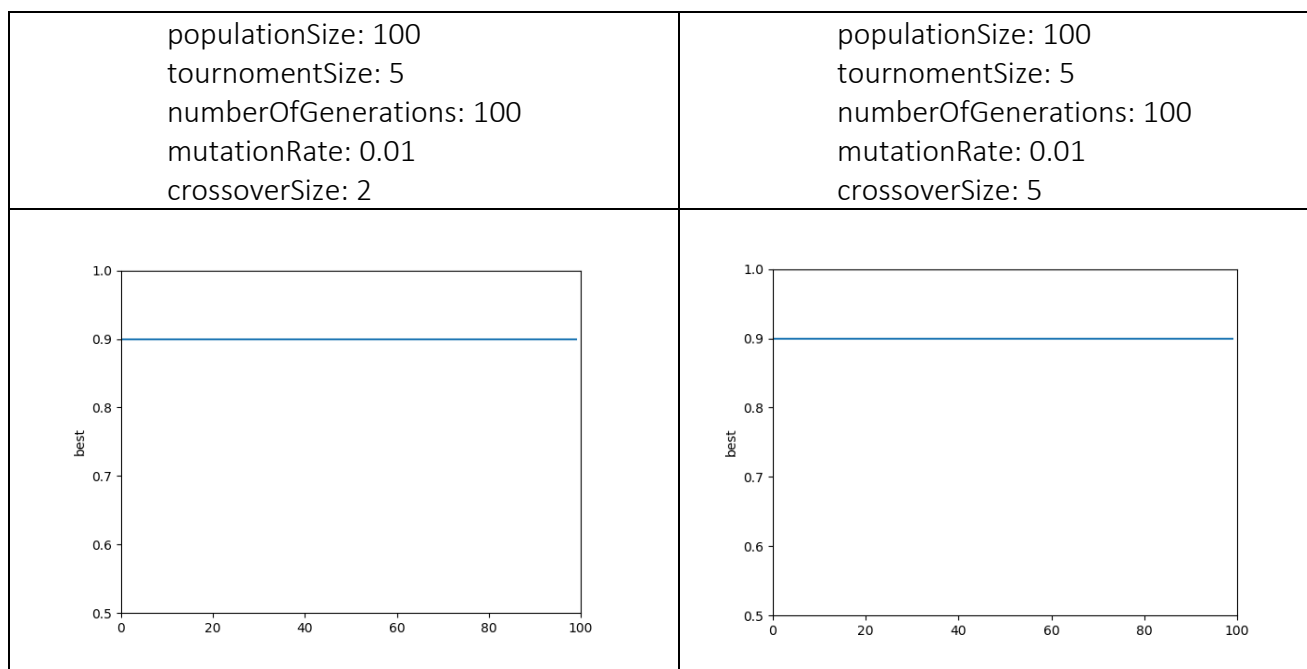 populationSize: 100
tournomentSize: 5
numberOfGenerations: 100
mutationRate: 0.01
crossoverSize: 2
populationSize: 100
tournomentSize: 5
numberOfGenerations: 100
mutationRate: 0.01
crossoverSize: 5
1.0
0.9
0.8
best
0.7
0.6
0.5
0 20 40 60 80 100
1.0
0.9
0.8
best
0.7
0.6
0.5
0 20 40 60 80 100